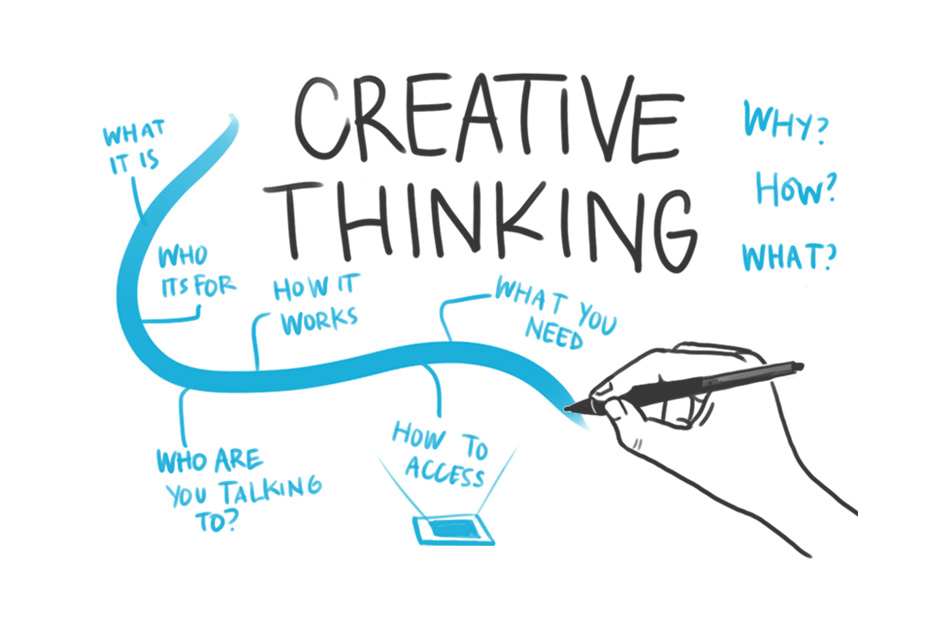 CREATIVE
THINKING
WHY?
HOW?
WHAT?
WHAT
IT IS
WHO
ITS FOR
HOW IT
WORKS
WHAT YOU
NEED
WHO ARE
YOU TALKING
TO?
HOW TO
ACCESS